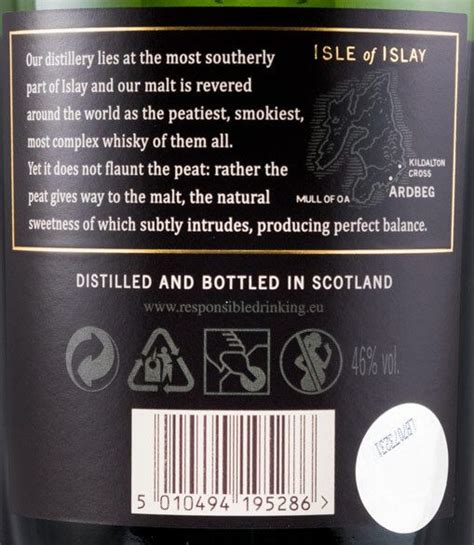 Our distillery lies at the most southerly
part of Islay and our malt is revered
around the world as the peatiest, smokiest,
most complex whisky of them all.
Yet it does not flaunt the peat: rather the
peat gives way to the malt, the natural
sweetness of which subtly intrudes, producing perfect balance.
ISLE of ISLAY
KILDALTON
CROSS
ARDBEG
MULL OF OA
DISTILLED AND BOTTLED IN SCOTLAND
www.responsibledrinking.eu
46% vol.
5 010494 195286 >